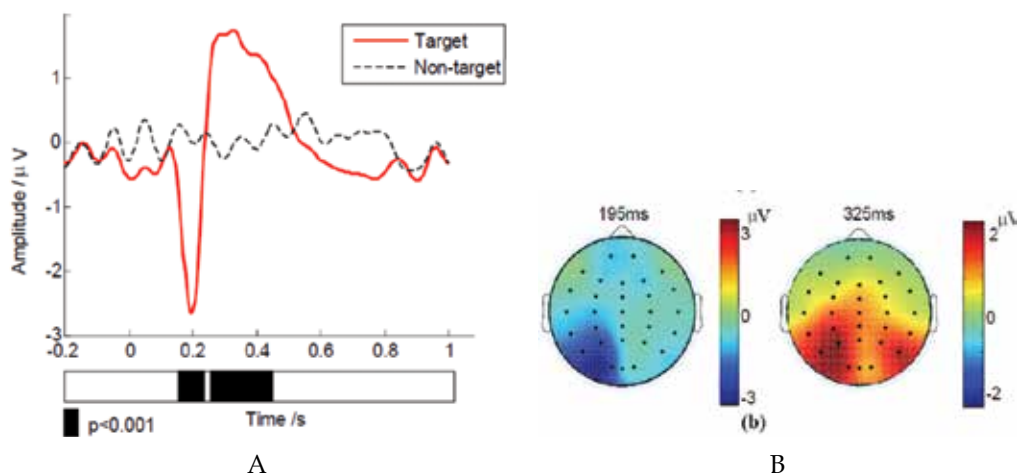 Target
Non-target
1
0
-1
-2
-3
Amplitude / μ V
-0.2 0 0.2 0.4 0.6 0.8 1
Time /s
p<0.001
A
195ms
μV
3
0
-3
325ms
μV
2
0
-2
(b)
B